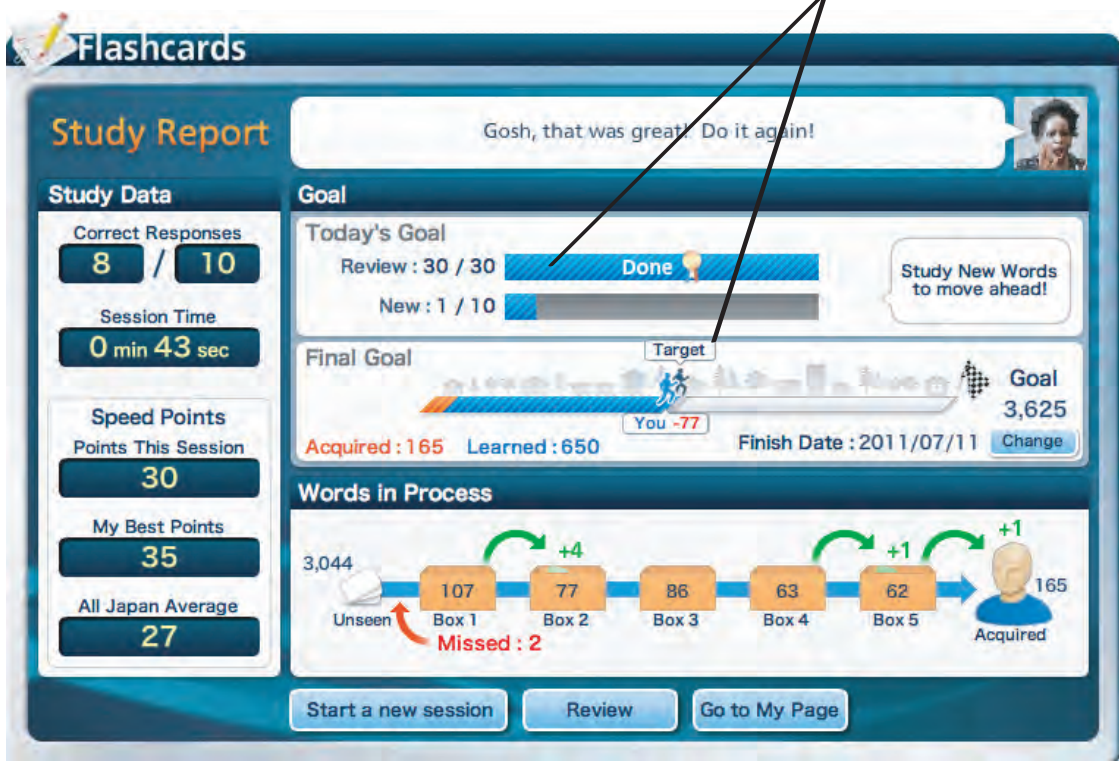 Flashcards
Study Report
Gosh, that was great! Do it again!
Study Data
Correct Responses
8 / 10
Session Time
0 min 43 sec
Speed Points
Points This Session
30
My Best Points
35
All Japan Average
27
Goal
Today's Goal
Review : 30 / 30
Done
New : 1 / 10
Study New Words
to move ahead!
Final Goal
Target
You -77
Goal
3,625
Acquired : 165 Learned : 650
Finish Date : 2011/07/11
Change
Words in Process
3,044
+4
+1
+1
107
77
86
63
62
165
Unseen
Box 1
Box 2
Box 3
Box 4
Box 5
Acquired
Missed : 2
Start a new session
Review
Go to My Page